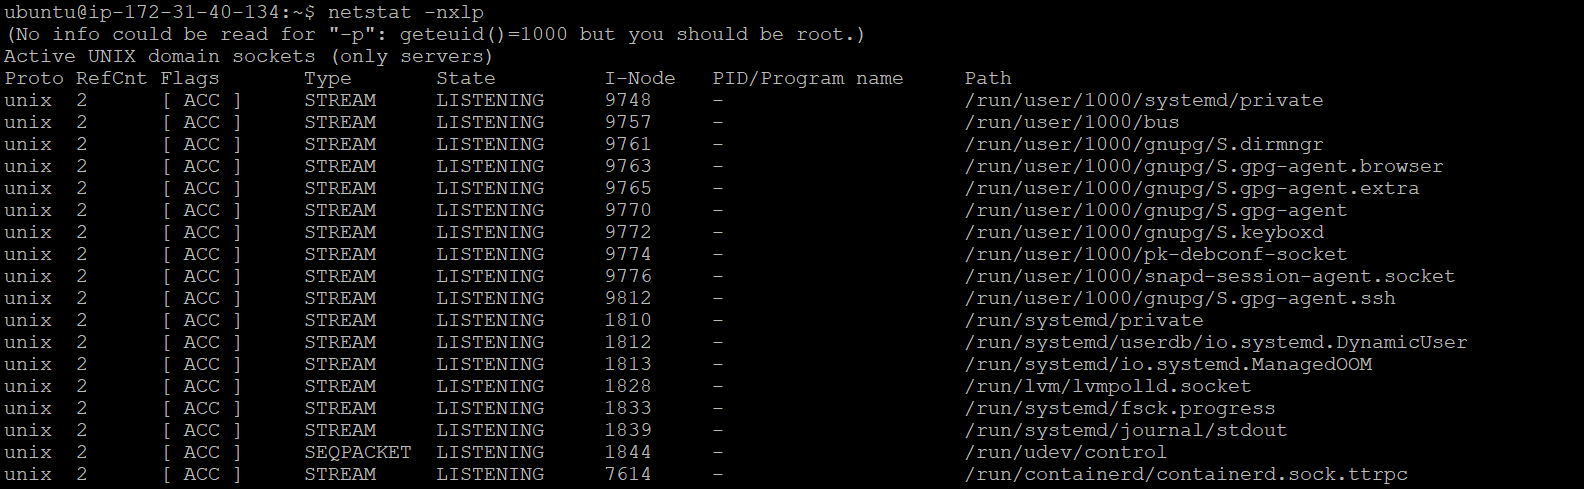 ubuntu@ip-172-31-40-134:~$ netstat -nxlp
(No info could be read for "-p": geteuid()=1000 but you should be root.)
Active UNIX domain sockets (only servers)
Proto RefCnt Flags       Type       State         I-Node   PID/Program name     Path
unix  2      [ ACC ]     STREAM     LISTENING     9748     -                    /run/user/1000/systemd/private
unix  2      [ ACC ]     STREAM     LISTENING     9757     -                    /run/user/1000/bus
unix  2      [ ACC ]     STREAM     LISTENING     9761     -                    /run/user/1000/gnupg/S.dirmngr
unix  2      [ ACC ]     STREAM     LISTENING     9763     -                    /run/user/1000/gnupg/S.gpg-agent.browser
unix  2      [ ACC ]     STREAM     LISTENING     9765     -                    /run/user/1000/gnupg/S.gpg-agent.extra
unix  2      [ ACC ]     STREAM     LISTENING     9770     -                    /run/user/1000/gnupg/S.gpg-agent
unix  2      [ ACC ]     STREAM     LISTENING     9772     -                    /run/user/1000/gnupg/S.keyboxd
unix  2      [ ACC ]     STREAM     LISTENING     9774     -                    /run/user/1000/pk-debconf-socket
unix  2      [ ACC ]     STREAM     LISTENING     9776     -                    /run/user/1000/snapd-session-agent.socket
unix  2      [ ACC ]     STREAM     LISTENING     9812     -                    /run/user/1000/gnupg/S.gpg-agent.ssh
unix  2      [ ACC ]     STREAM     LISTENING     1810     -                    /run/systemd/private
unix  2      [ ACC ]     STREAM     LISTENING     1812     -                    /run/systemd/userdb/io.systemd.DynamicUser
unix  2      [ ACC ]     STREAM     LISTENING     1813     -                    /run/systemd/io.systemd.ManagedOOM
unix  2      [ ACC ]     STREAM     LISTENING     1828     -                    /run/lvm/lvmpolld.socket
unix  2      [ ACC ]     STREAM     LISTENING     1833     -                    /run/systemd/fsck.progress
unix  2      [ ACC ]     STREAM     LISTENING     1839     -                    /run/systemd/journal/stdout
unix  2      [ ACC ]     SEQPACKET  LISTENING     1844     -                    /run/udev/control
unix  2      [ ACC ]     STREAM     LISTENING     7614     -                    /run/containerd/containerd.sock.ttrpc